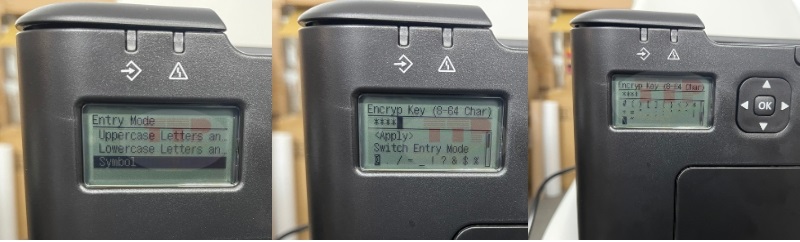 Entry Mode
Uppercase Letters an
Lowercase Letters an
Symbol
Encryp Key (8-64 Char)
****
<Apply>
Switch Entry Mode
@ . / - _ ! ? & $ %
Encryp Key (8-64 Char)
****
OK